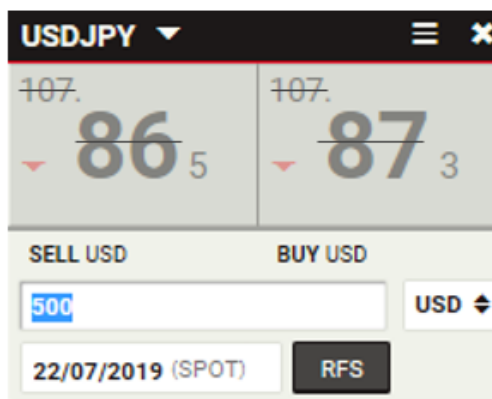 USDJPY
107. 107.
86 5 87 3
SELL USD BUY USD
500 USD
22/07/2019 (SPOT) RFS